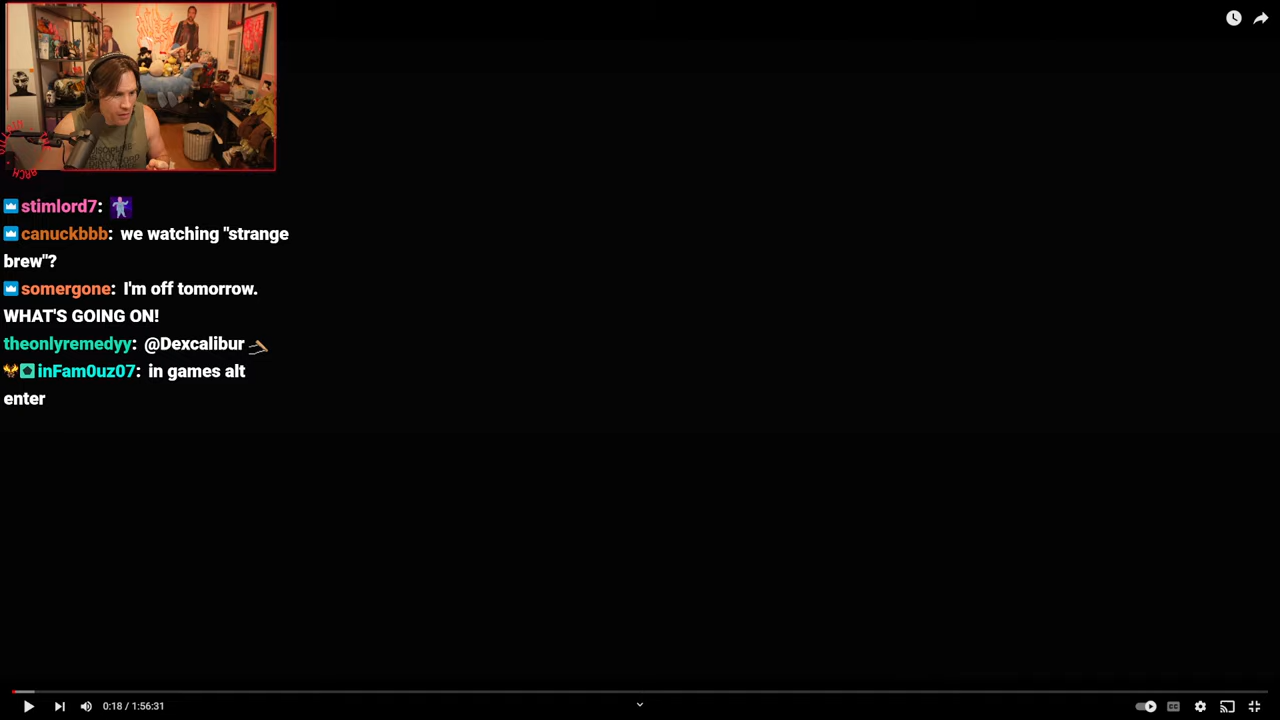 stimlord7:
canuckbbb: we watching "strange
brew"?
somergone: I'm off tomorrow.
WHAT'S GOING ON!
theonlyremedyy: @Dexcalibur
inFam0uz07: in games alt
enter
0:18 / 1:56:31